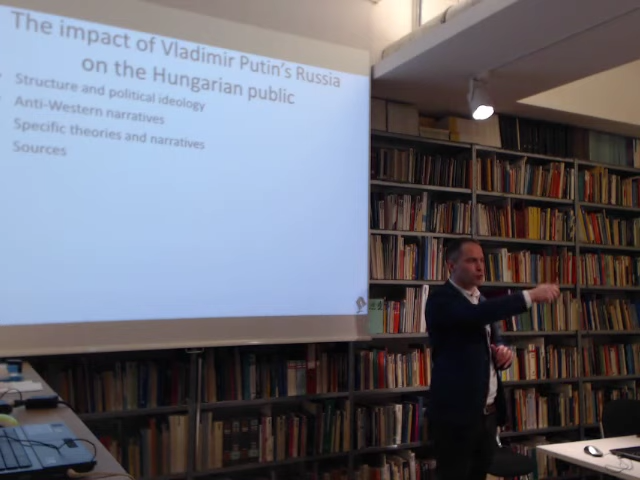 The impact of Vladimir Putin's Russia
on the Hungarian public
Structure and political ideology
Anti-Western narratives
Specific theories and narratives
Sources